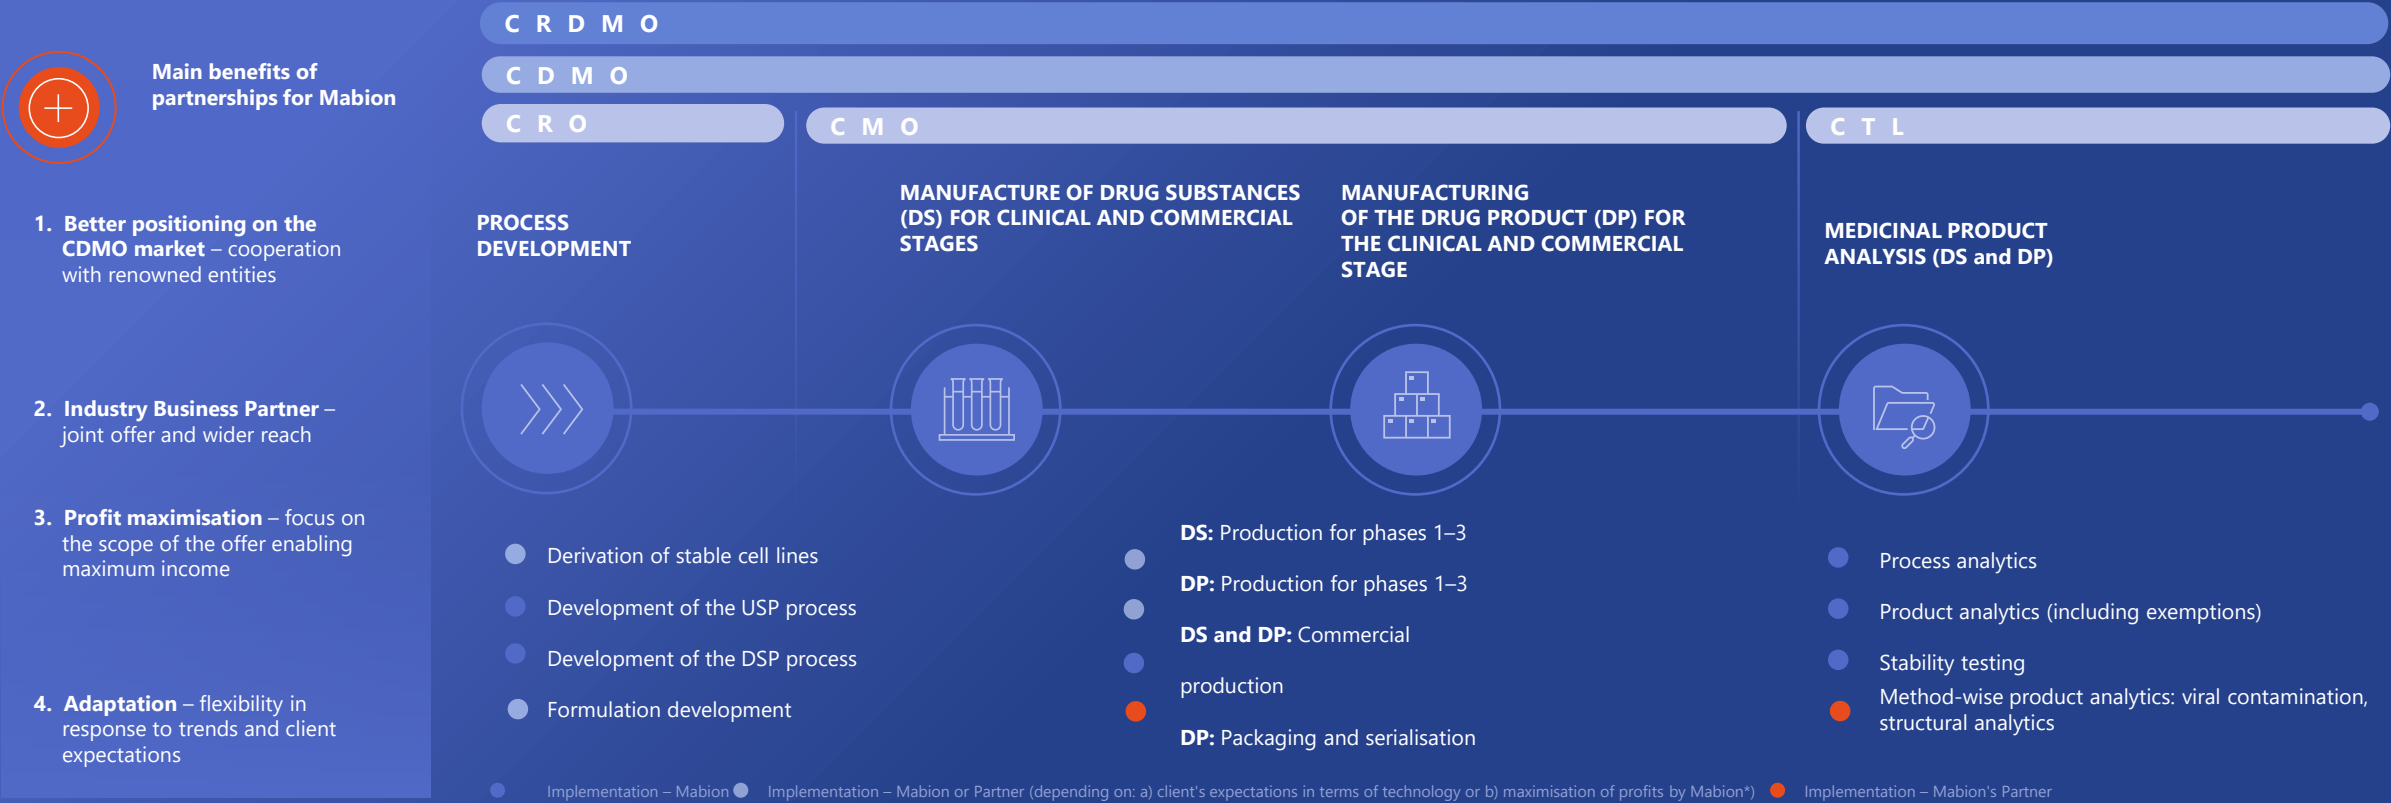 Main benefits of
partnerships for Mabion
1. Better positioning on the
CDMO market – cooperation
with renowned entities
2. Industry Business Partner –
joint offer and wider reach
3. Profit maximisation – focus on
the scope of the offer enabling
maximum income
4. Adaptation – flexibility in
response to trends and client
expectations
CRDMO
CDMO
CRO
CMO
CTL
PROCESS
DEVELOPMENT
MANUFACTURE OF DRUG SUBSTANCES
(DS) FOR CLINICAL AND COMMERCIAL
STAGES
MANUFACTURING
OF THE DRUG PRODUCT (DP) FOR
THE CLINICAL AND COMMERCIAL
STAGE
MEDICINAL PRODUCT
ANALYSIS (DS and DP)
Derivation of stable cell lines
Development of the USP process
Development of the DSP process
Formulation development
DS: Production for phases 1–3
DP: Production for phases 1–3
DS and DP: Commercial
production
DP: Packaging and serialisation
Process analytics
Product analytics (including exemptions)
Stability testing
Method-wise product analytics: viral contamination,
structural analytics
Implementation – Mabion
Implementation – Mabion or Partner (depending on: a) client's expectations in terms of technology or b) maximisation of profits by Mabion*)
Implementation – Mabion's Partner